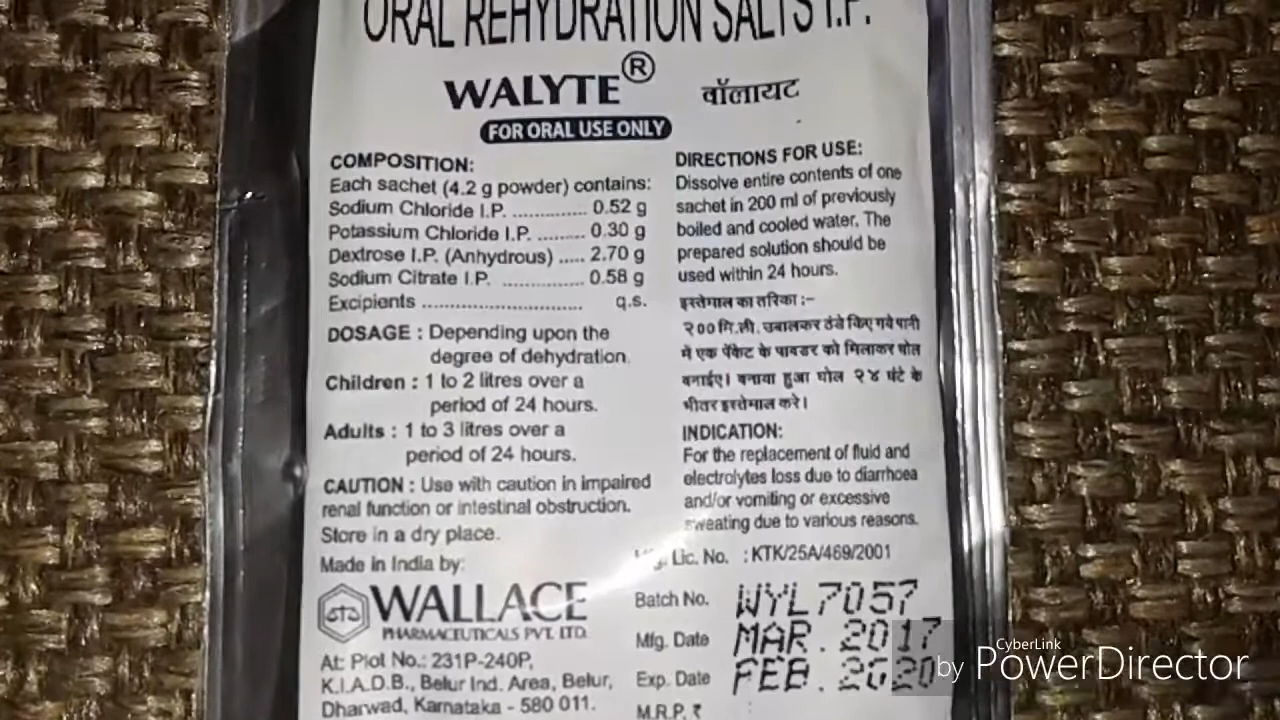 ORAL REHYDRATION SALTS I.P.
WALYTE® वॉलायट
FOR ORAL USE ONLY
COMPOSITION:
Each sachet (4.2 g powder) contains:
Sodium Chloride I.P. .............. 0.52 g
Potassium Chloride I.P. ......... 0.30 g
Dextrose I.P. (Anhydrous) ..... 2.70 g
Sodium Citrate I.P. ............... 0.58 g
Excipients .............................. q.s.
DOSAGE : Depending upon the
degree of dehydration.
Children : 1 to 2 litres over a
period of 24 hours.
Adults : 1 to 3 litres over a
period of 24 hours.
CAUTION : Use with caution in impaired
renal function or intestinal obstruction.
Store in a dry place.
Made in India by:
WALLACE
PHARMACEUTICALS PVT. LTD.
At: Plot No.: 231P-240P,
K.I.A.D.B., Belur Ind. Area, Belur,
Dharwad, Karnataka - 580 011.
DIRECTIONS FOR USE:
Dissolve entire contents of one
sachet in 200 ml of previously
boiled and cooled water. The
prepared solution should be
used within 24 hours.
इस्तेमाल का तरिका :–
२०० मि.ली. उबालकर ठंडे किए गये पानी
में एक पॅकेट के पावडर को मिलाकर घोल
बनाईए। बनाया हुआ घोल २४ घंटे के
भीतर इस्तेमाल करे।
INDICATION:
For the replacement of fluid and
electrolytes loss due to diarrhoea
and/or vomiting or excessive
sweating due to various reasons.
Lic. No. : KTK/25A/469/2001
Batch No. WYL7057
Mfg. Date MAR. 2017
Exp. Date FEB. 2020
M.R.P. ₹
CyberLink
by PowerDirector